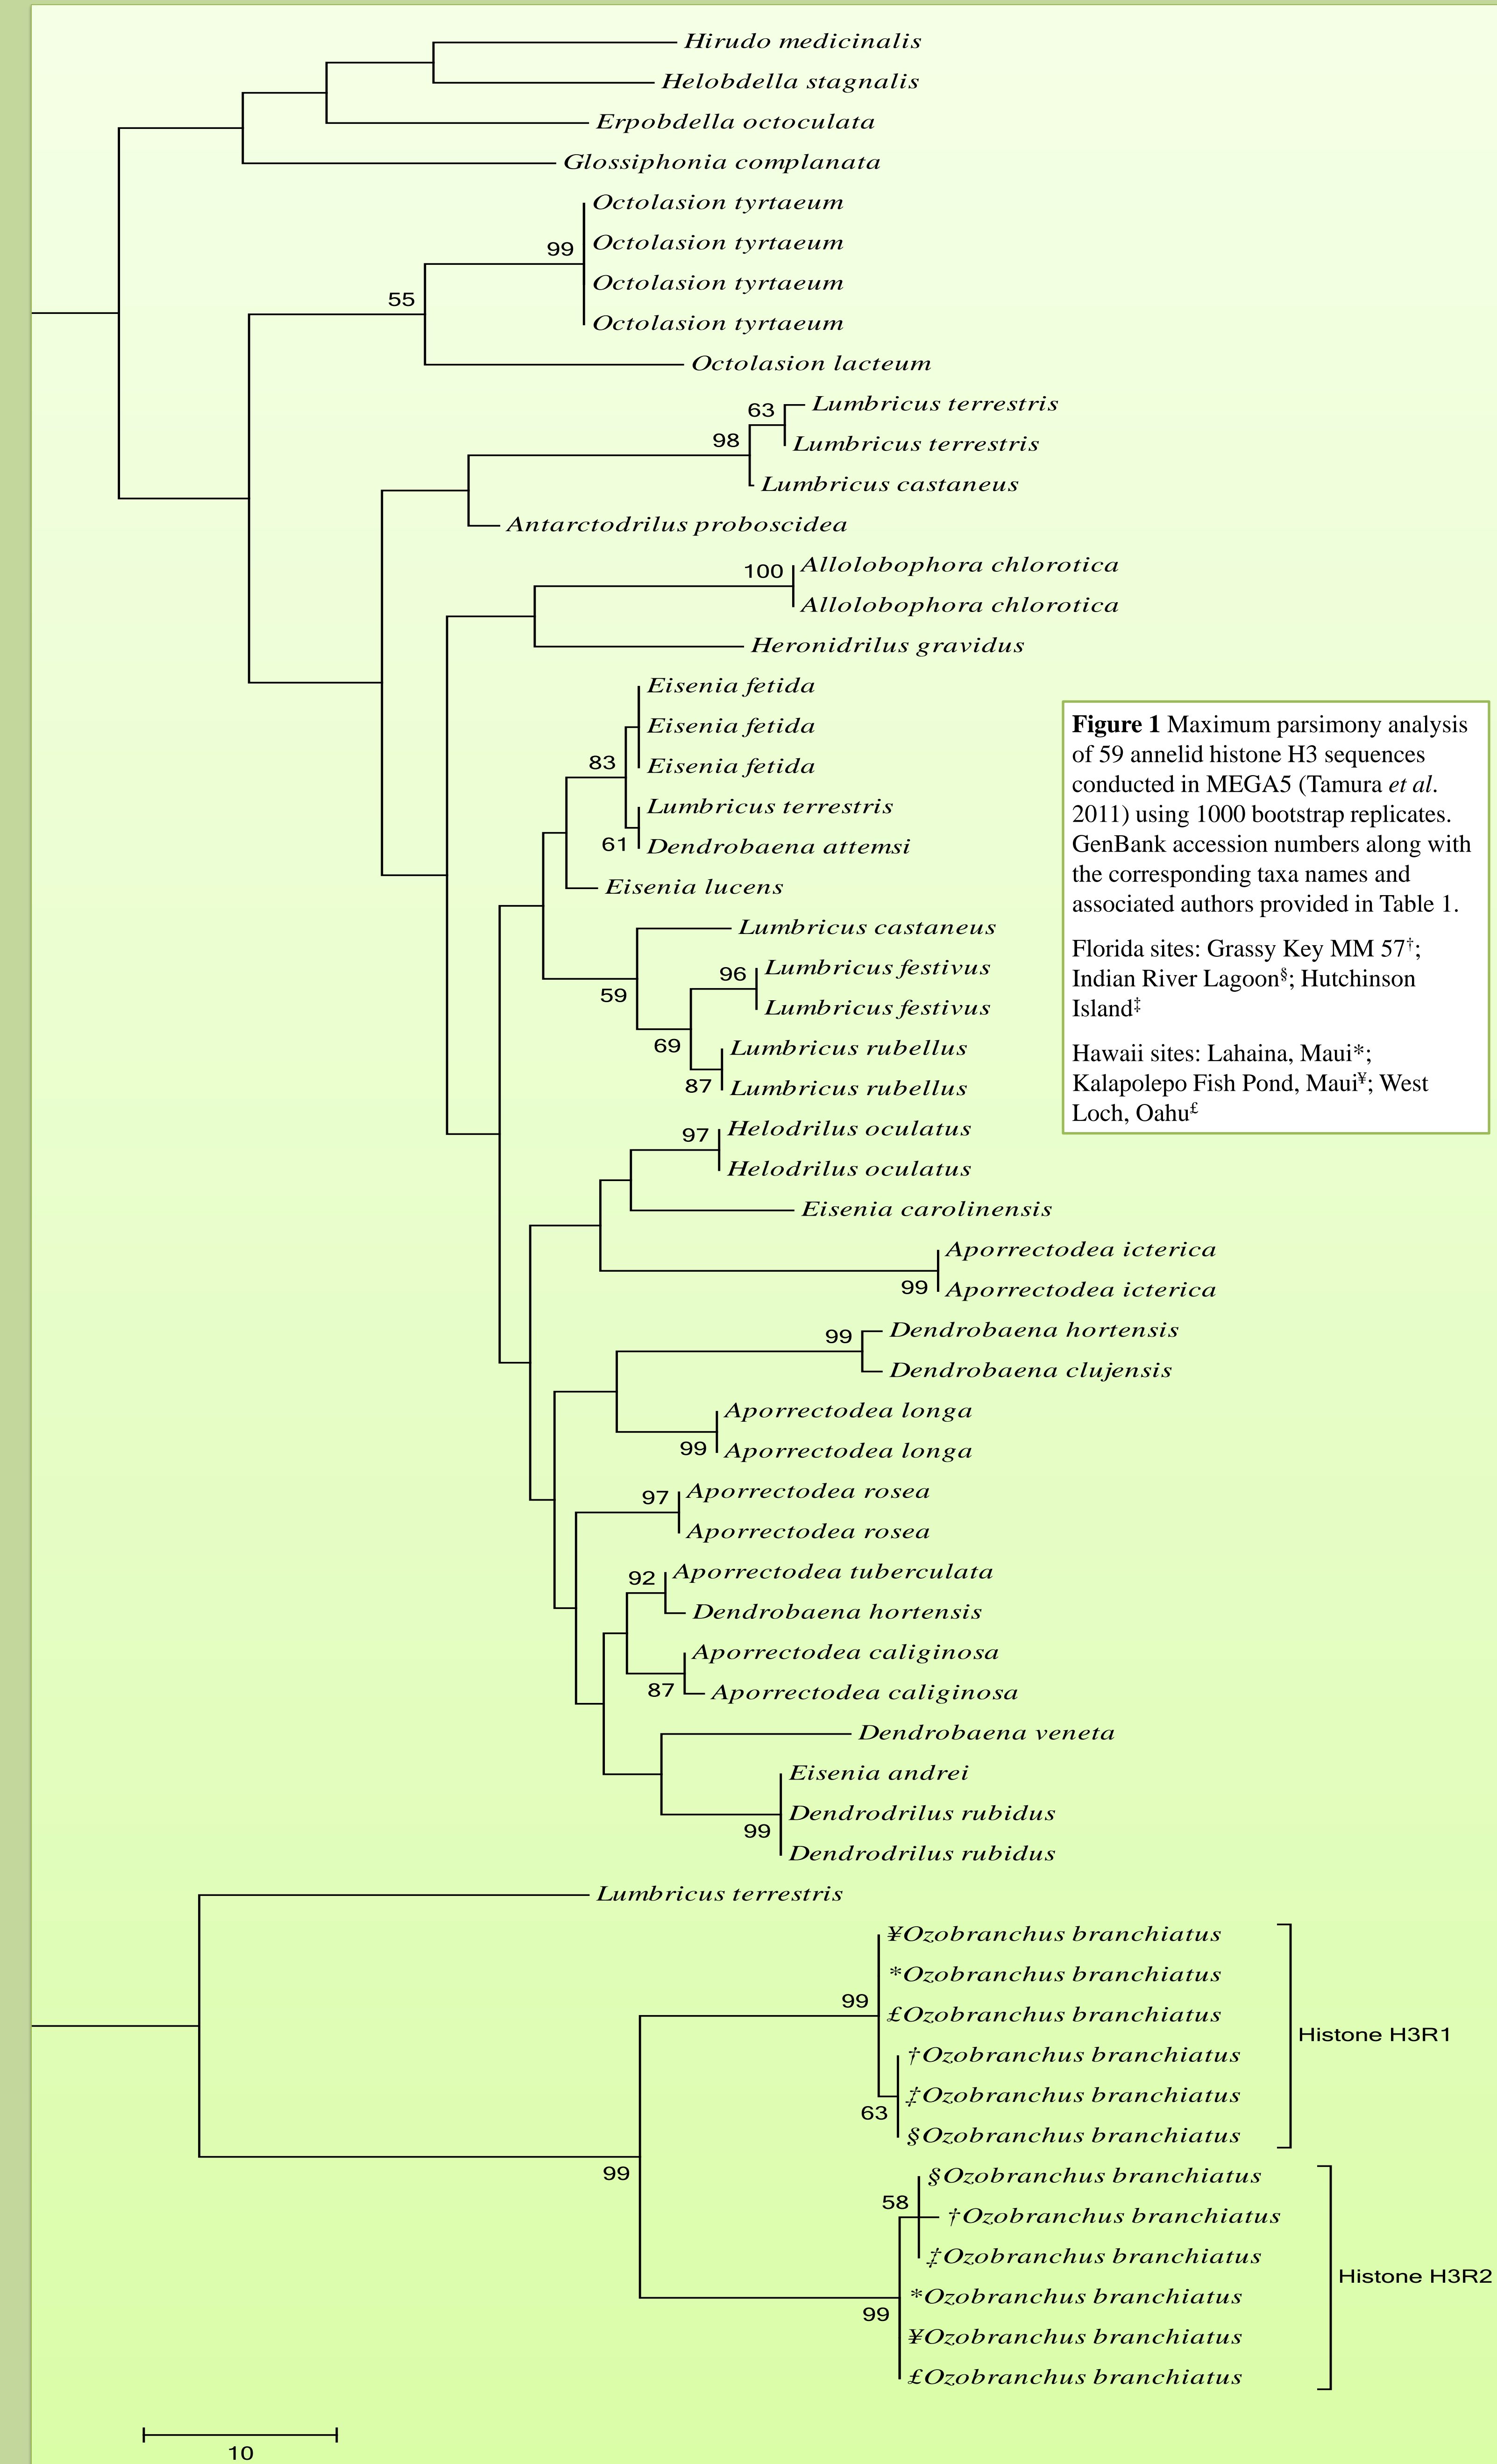 Hirudo medicinalis
Helobdella stagnalis
Erpobdella octoculata
Glossiphonia complanata
Octolasion tyrtaeum
99
Octolasion tyrtaeum
Octolasion tyrtaeum
55
Octolasion tyrtaeum
Octolasion lacteum
63
Lumbricus terrestris
98
Lumbricus terrestris
Lumbricus castaneus
Antarctodrilus proboscidea
100
Allolobophora chlorotica
Allolobophora chlorotica
Heronidrilus gravidus
Eisenia fetida
Eisenia fetida
83
Eisenia fetida
Lumbricus terrestris
61
Dendrobaena attemsi
Eisenia lucens
Lumbricus castaneus
96
Lumbricus festivus
59
Lumbricus festivus
69
Lumbricus rubellus
87
Lumbricus rubellus
97
Helodrilus oculatus
Helodrilus oculatus
Eisenia carolinensis
Aporrectodea icterica
99
Aporrectodea icterica
99
Dendrobaena hortensis
Dendrobaena clujensis
Aporrectodea longa
99
Aporrectodea longa
97
Aporrectodea rosea
Aporrectodea rosea
92
Aporrectodea tuberculata
Dendrobaena hortensis
Aporrectodea caliginosa
87
Aporrectodea caliginosa
Dendrobaena veneta
Eisenia andrei
Dendrodrilus rubidus
99
Dendrodrilus rubidus
Lumbricus terrestris
¥Ozobranchus branchiatus
*Ozobranchus branchiatus
99
£Ozobranchus branchiatus
†Ozobranchus branchiatus
‡Ozobranchus branchiatus
63
§Ozobranchus branchiatus
Histone H3R1
99
§Ozobranchus branchiatus
58
†Ozobranchus branchiatus
‡Ozobranchus branchiatus
*Ozobranchus branchiatus
99
¥Ozobranchus branchiatus
£Ozobranchus branchiatus
Histone H3R2
10
Figure 1 Maximum parsimony analysis
of 59 annelid histone H3 sequences
conducted in MEGA5 (Tamura et al.
2011) using 1000 bootstrap replicates.
GenBank accession numbers along with
the corresponding taxa names and
associated authors provided in Table 1.
Florida sites: Grassy Key MM 57†;
Indian River Lagoon§; Hutchinson
Island‡
Hawaii sites: Lahaina, Maui*;
Kalapolepo Fish Pond, Maui¥; West
Loch, Oahu£